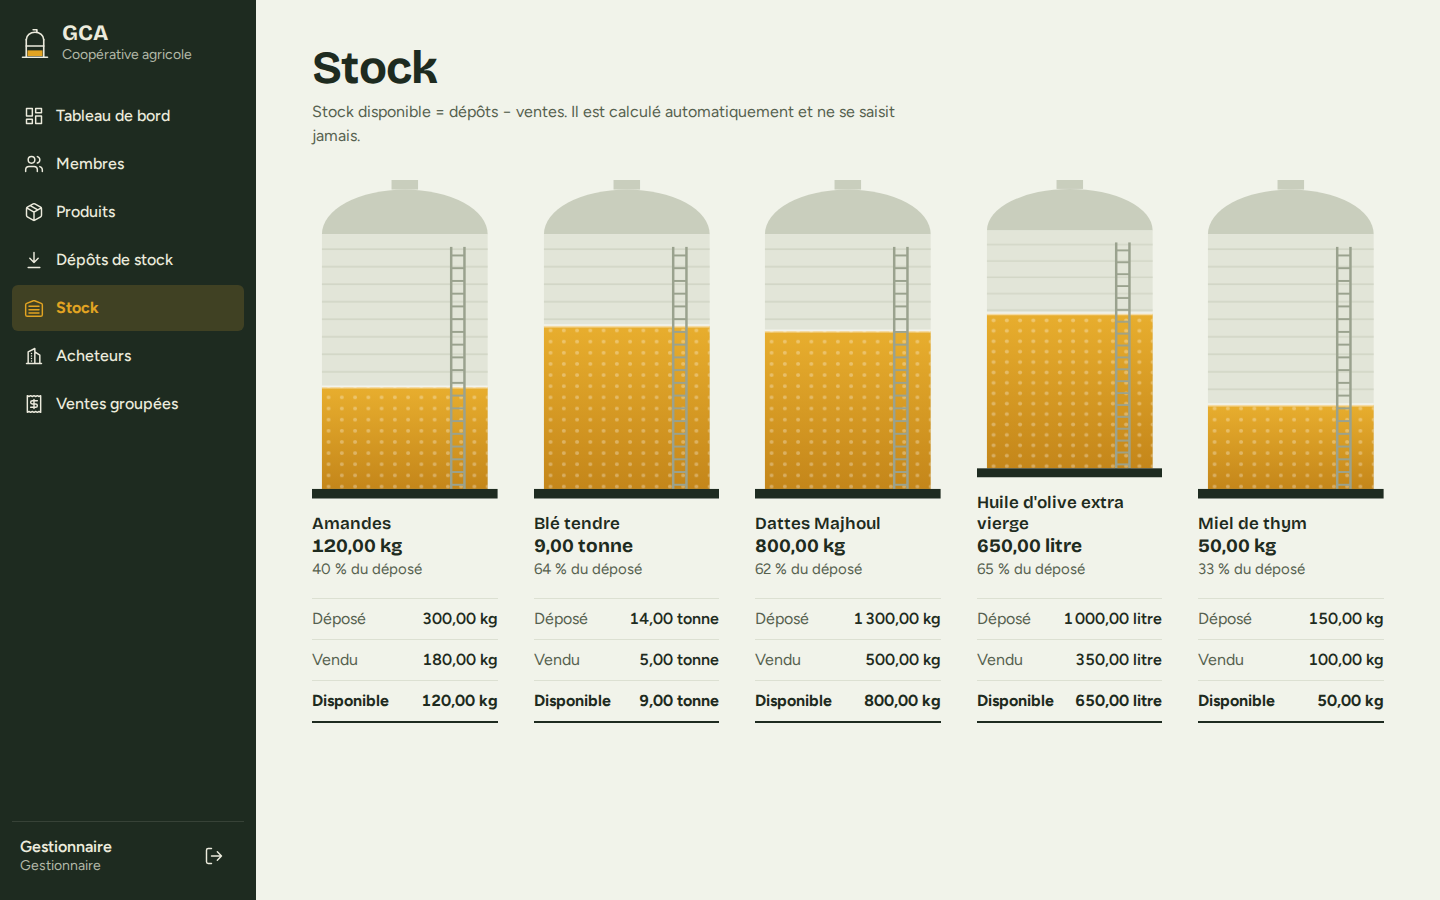 GCA
Coopérative agricole
Tableau de bord
Membres
Produits
Dépôts de stock
Stock
Acheteurs
Ventes groupées
Gestionnaire
Gestionnaire
Stock
Stock disponible = dépôts − ventes. Il est calculé automatiquement et ne se saisit
jamais.
Amandes
120,00 kg
40 % du déposé
Déposé 300,00 kg
Vendu 180,00 kg
Disponible 120,00 kg
Blé tendre
9,00 tonne
64 % du déposé
Déposé 14,00 tonne
Vendu 5,00 tonne
Disponible 9,00 tonne
Dattes Majhoul
800,00 kg
62 % du déposé
Déposé 1 300,00 kg
Vendu 500,00 kg
Disponible 800,00 kg
Huile d'olive extra
vierge
650,00 litre
65 % du déposé
Déposé 1 000,00 litre
Vendu 350,00 litre
Disponible 650,00 litre
Miel de thym
50,00 kg
33 % du déposé
Déposé 150,00 kg
Vendu 100,00 kg
Disponible 50,00 kg